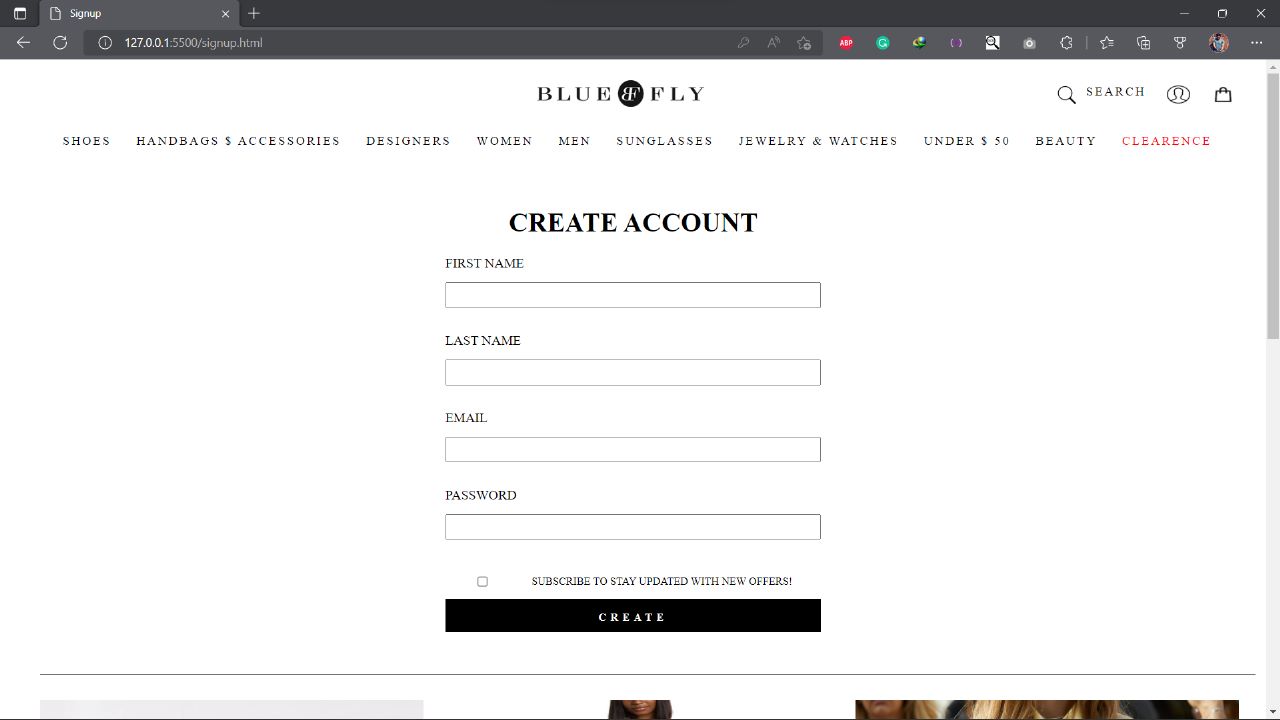 Signup
127.0.0.1:5500/signup.html
ABP
BLUE BF FLY
SEARCH
SHOES HANDBAGS $ ACCESSORIES DESIGNERS WOMEN MEN SUNGLASSES JEWELRY & WATCHES UNDER $ 50 BEAUTY CLEARENCE
CREATE ACCOUNT
FIRST NAME
LAST NAME
EMAIL
PASSWORD
SUBSCRIBE TO STAY UPDATED WITH NEW OFFERS!
CREATE